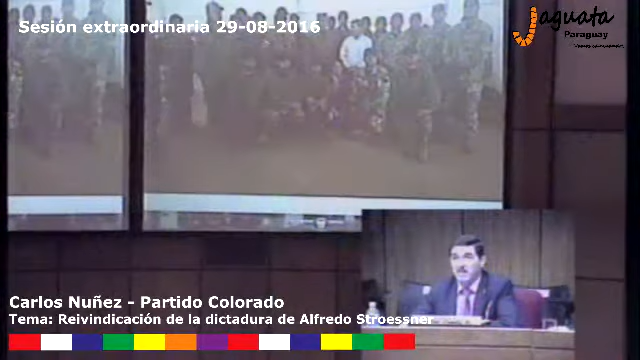 Sesión extraordinaria 29-08-2016
Jaguata
Paraguay
Carlos Nuñez - Partido Colorado
Tema: Reivindicación de la dictadura de Alfredo Stroessner